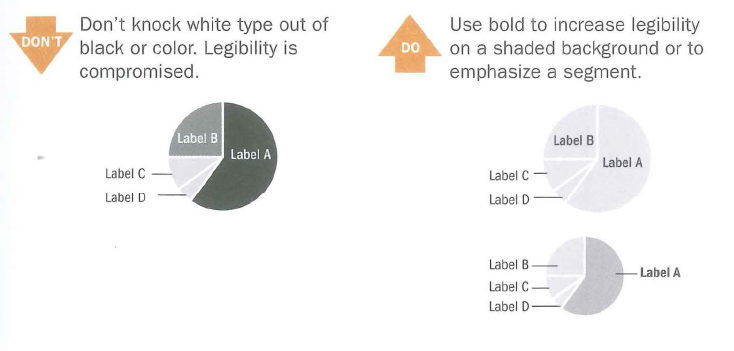 DON'T
Don't knock white type out of
black or color. Legibility is
compromised.
Label B
Label A
Label C
Label D
DO
Use bold to increase legibility
on a shaded background or to
emphasize a segment.
Label B
Label A
Label C
Label D
Label B
Label A
Label C
Label D